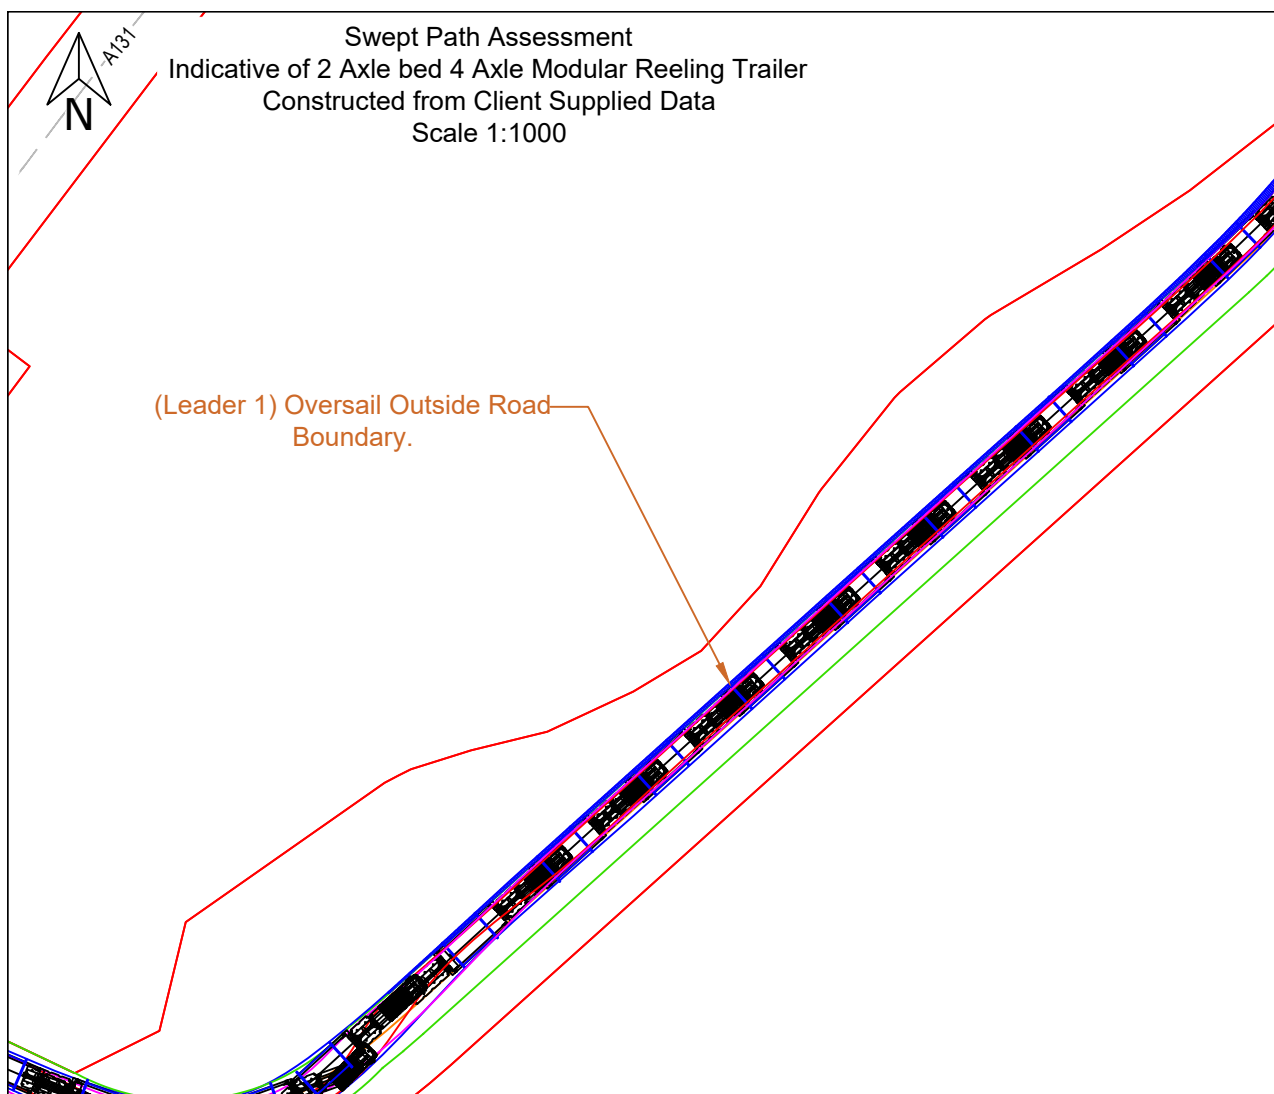 Swept Path Assessment
Indicative of 2 Axle bed 4 Axle Modular Reeling Trailer
Constructed from Client Supplied Data
Scale 1:1000
A131
N
(Leader 1) Oversail Outside Road
Boundary.